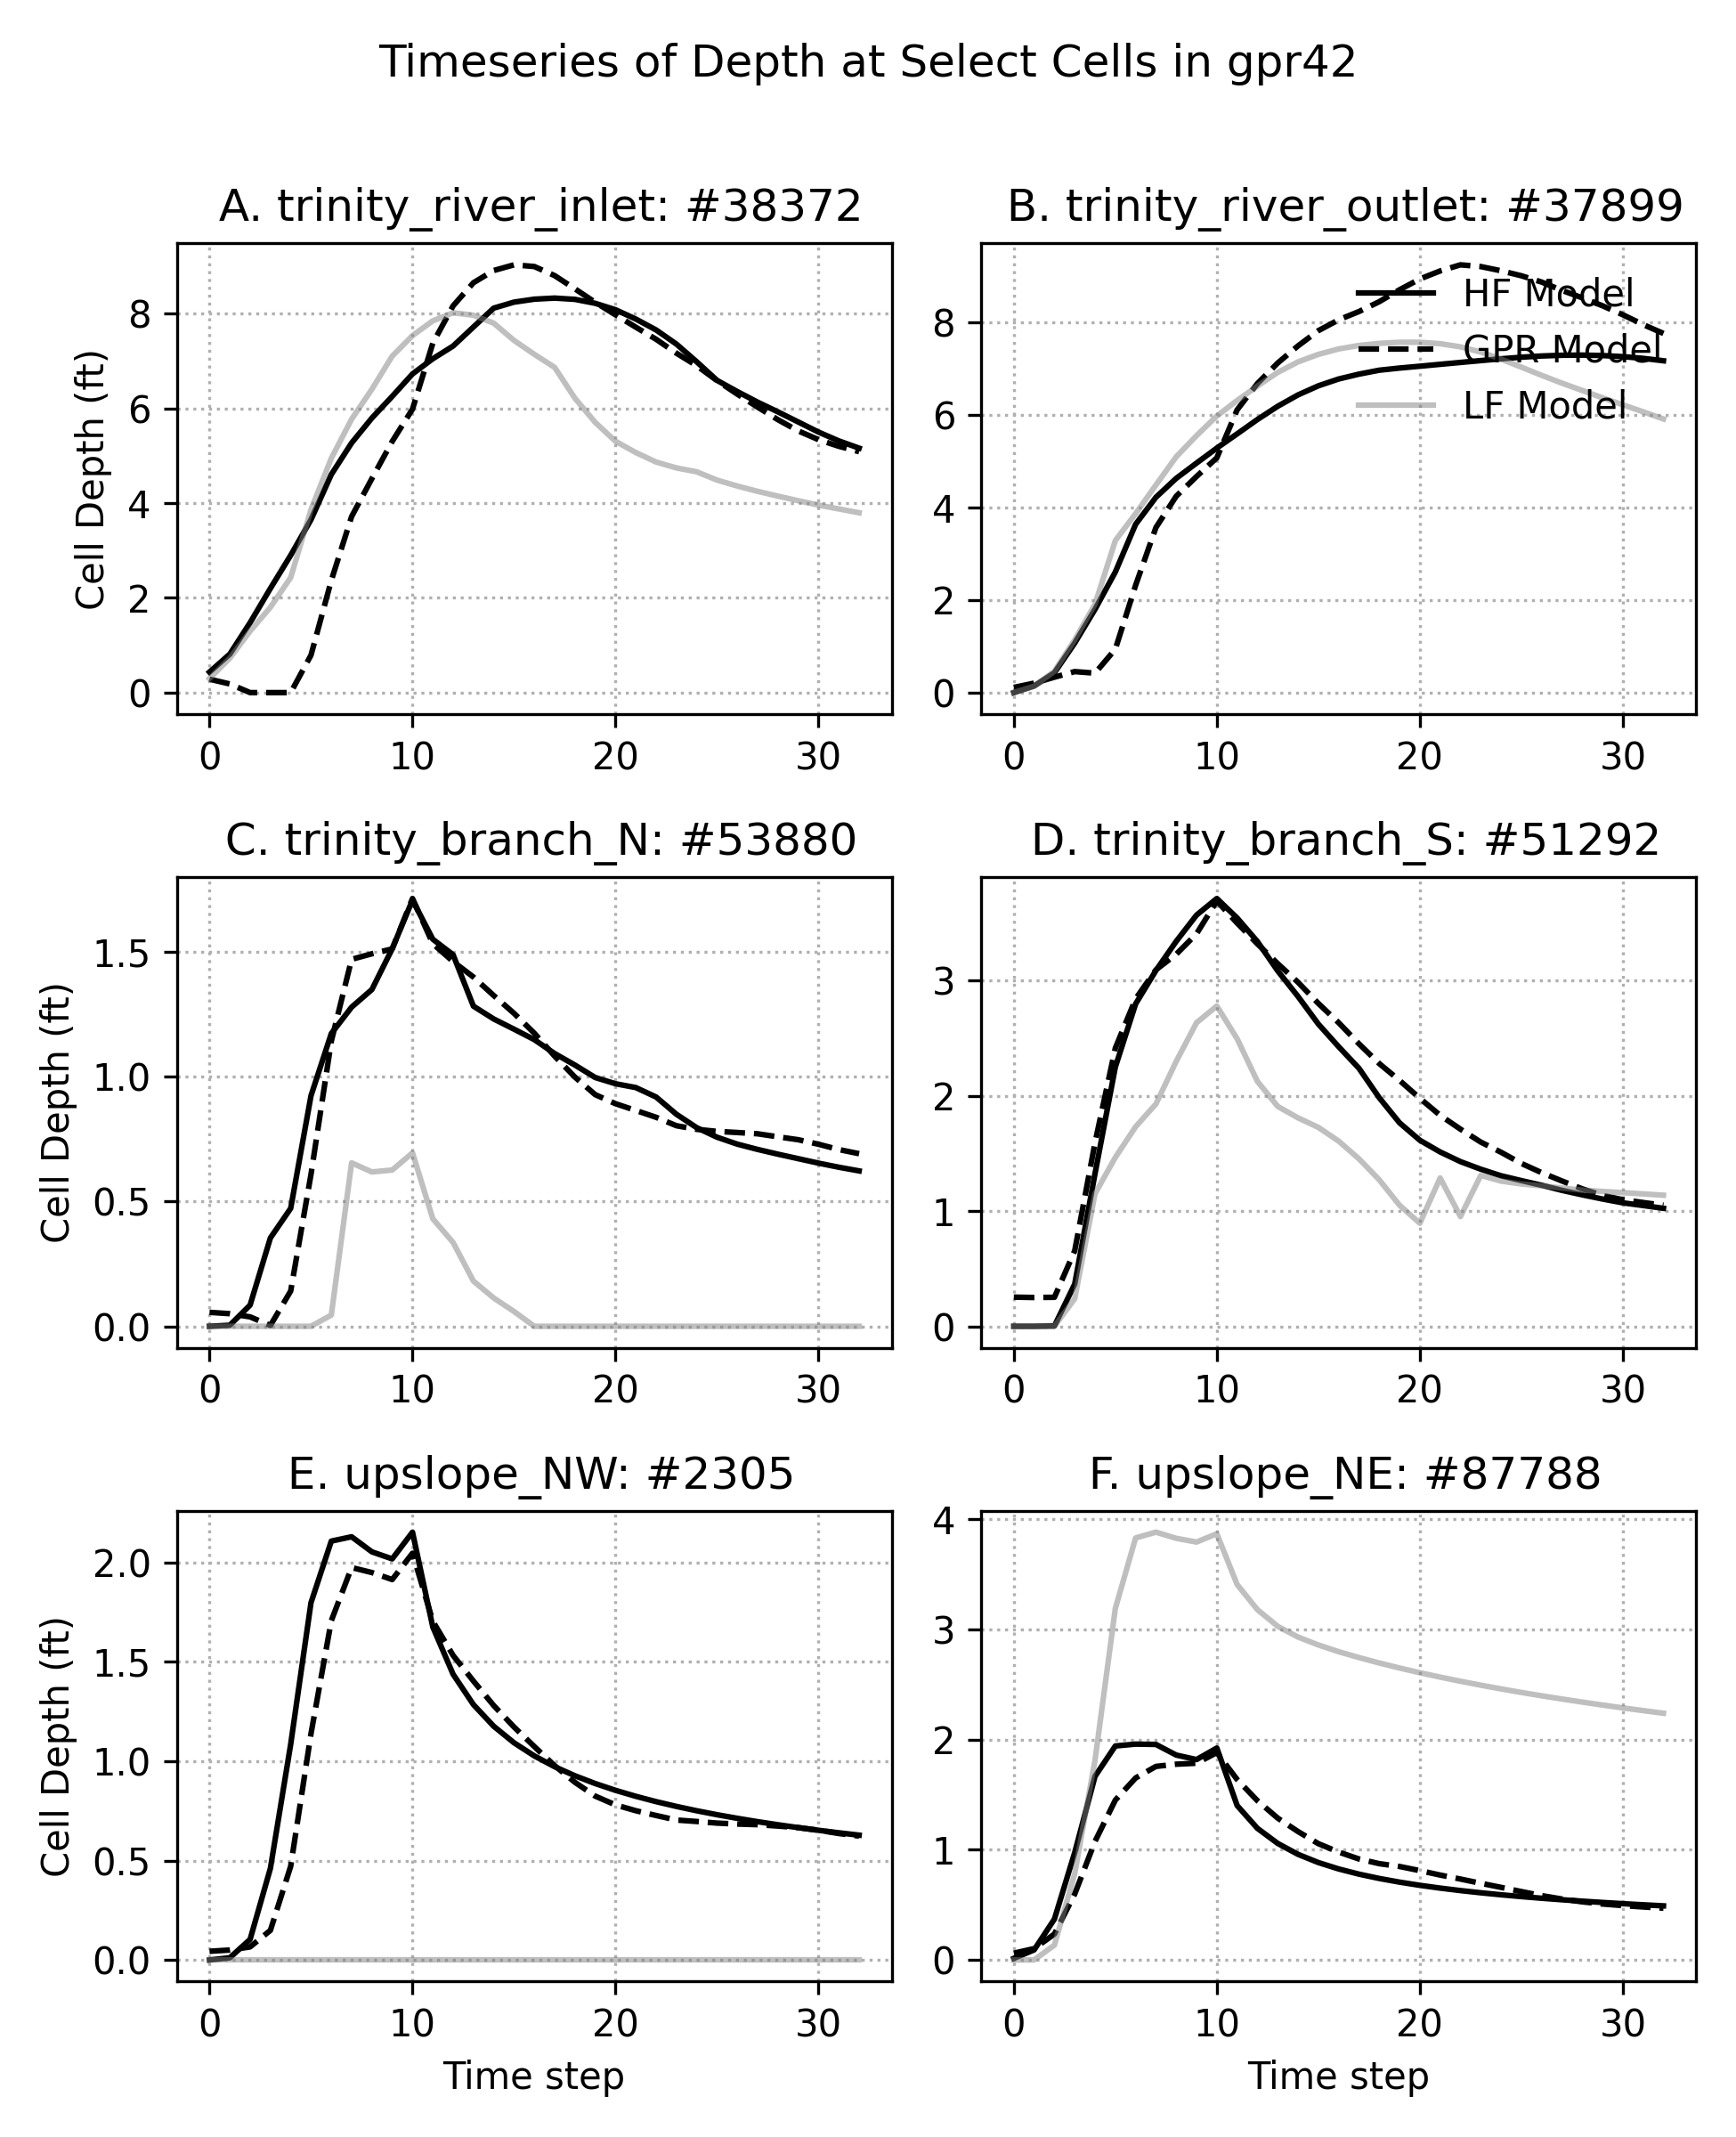 Timeseries of Depth at Select Cells in gpr42
A. trinity_river_inlet: #38372
Cell Depth (ft)
8
6
4
2
0
0 10 20 30
B. trinity_river_outlet: #37899
HF Model
GPR Model
LF Model
8
6
4
2
0
0 10 20 30
C. trinity_branch_N: #53880
Cell Depth (ft)
1.5
1.0
0.5
0.0
0 10 20 30
D. trinity_branch_S: #51292
3
2
1
0
0 10 20 30
E. upslope_NW: #2305
Cell Depth (ft)
2.0
1.5
1.0
0.5
0.0
0 10 20 30
Time step
F. upslope_NE: #87788
4
3
2
1
0
0 10 20 30
Time step